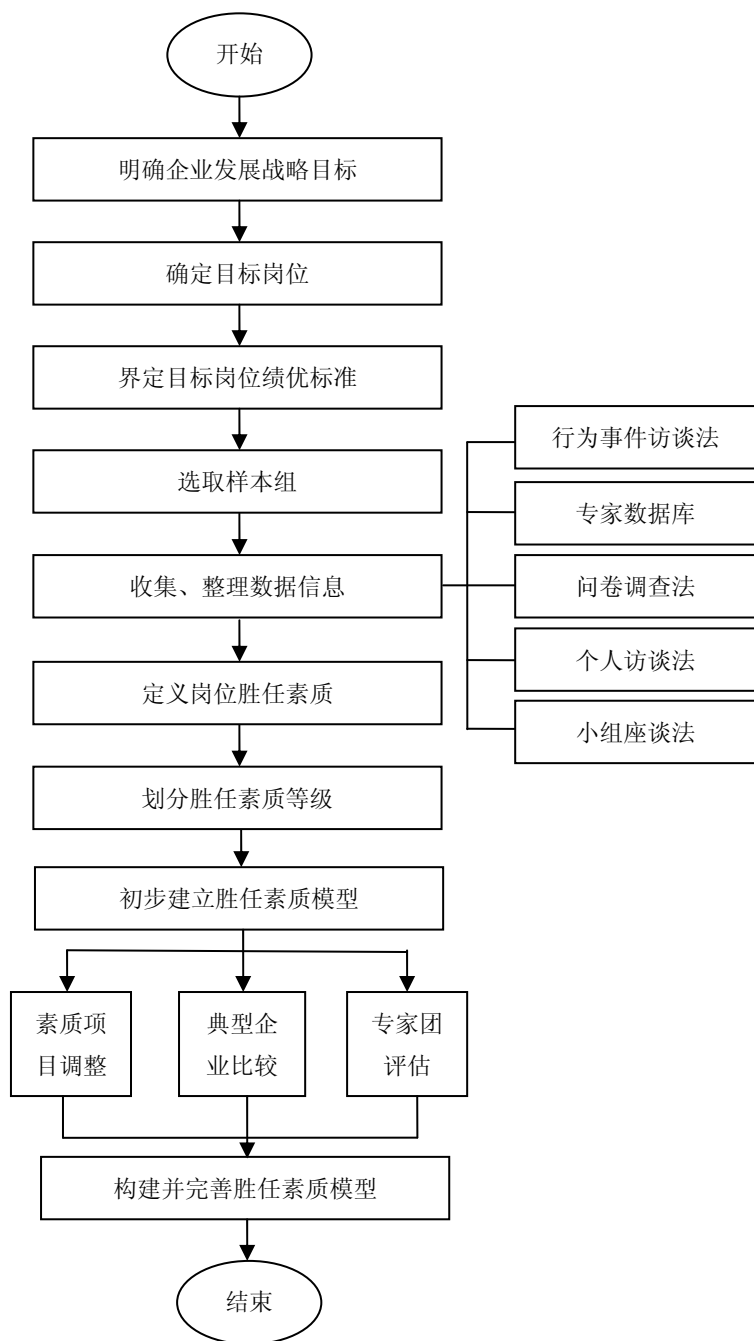 开始
明确企业发展战略目标
确定目标岗位
界定目标岗位绩优标准
选取样本组
收集、整理数据信息
行为事件访谈法
专家数据库
问卷调查法
个人访谈法
小组座谈法
定义岗位胜任素质
划分胜任素质等级
初步建立胜任素质模型
素质项
目调整
典型企
业比较
专家团
评估
构建并完善胜任素质模型
结束